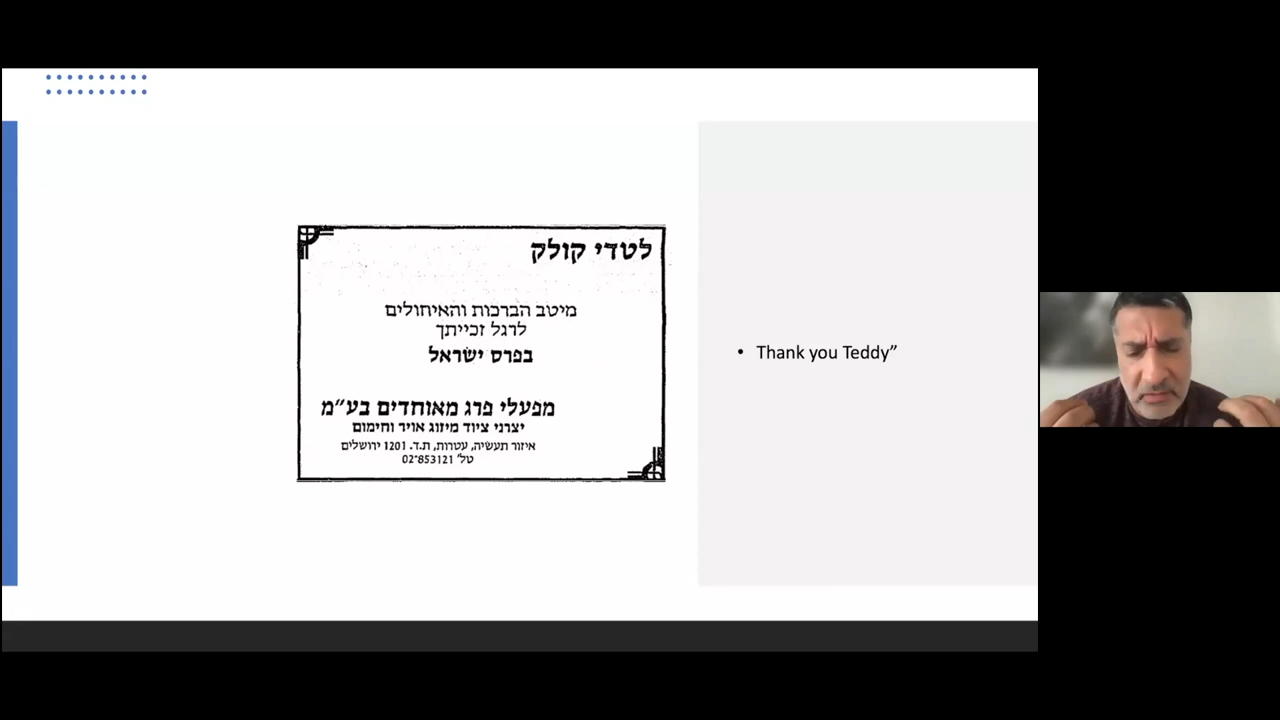 לטדי קולק
מיטב הברכות והאיחולים
לרגל זכייתך
בפרס ישראל
מפעלי פרג מאוחדים בע״מ
יצרני ציוד מיזוג אויר וחימום
איזור תעשיה, עטרות, ת.ד. 1201 ירושלים
טל׳ 02-853121
• Thank you Teddy”